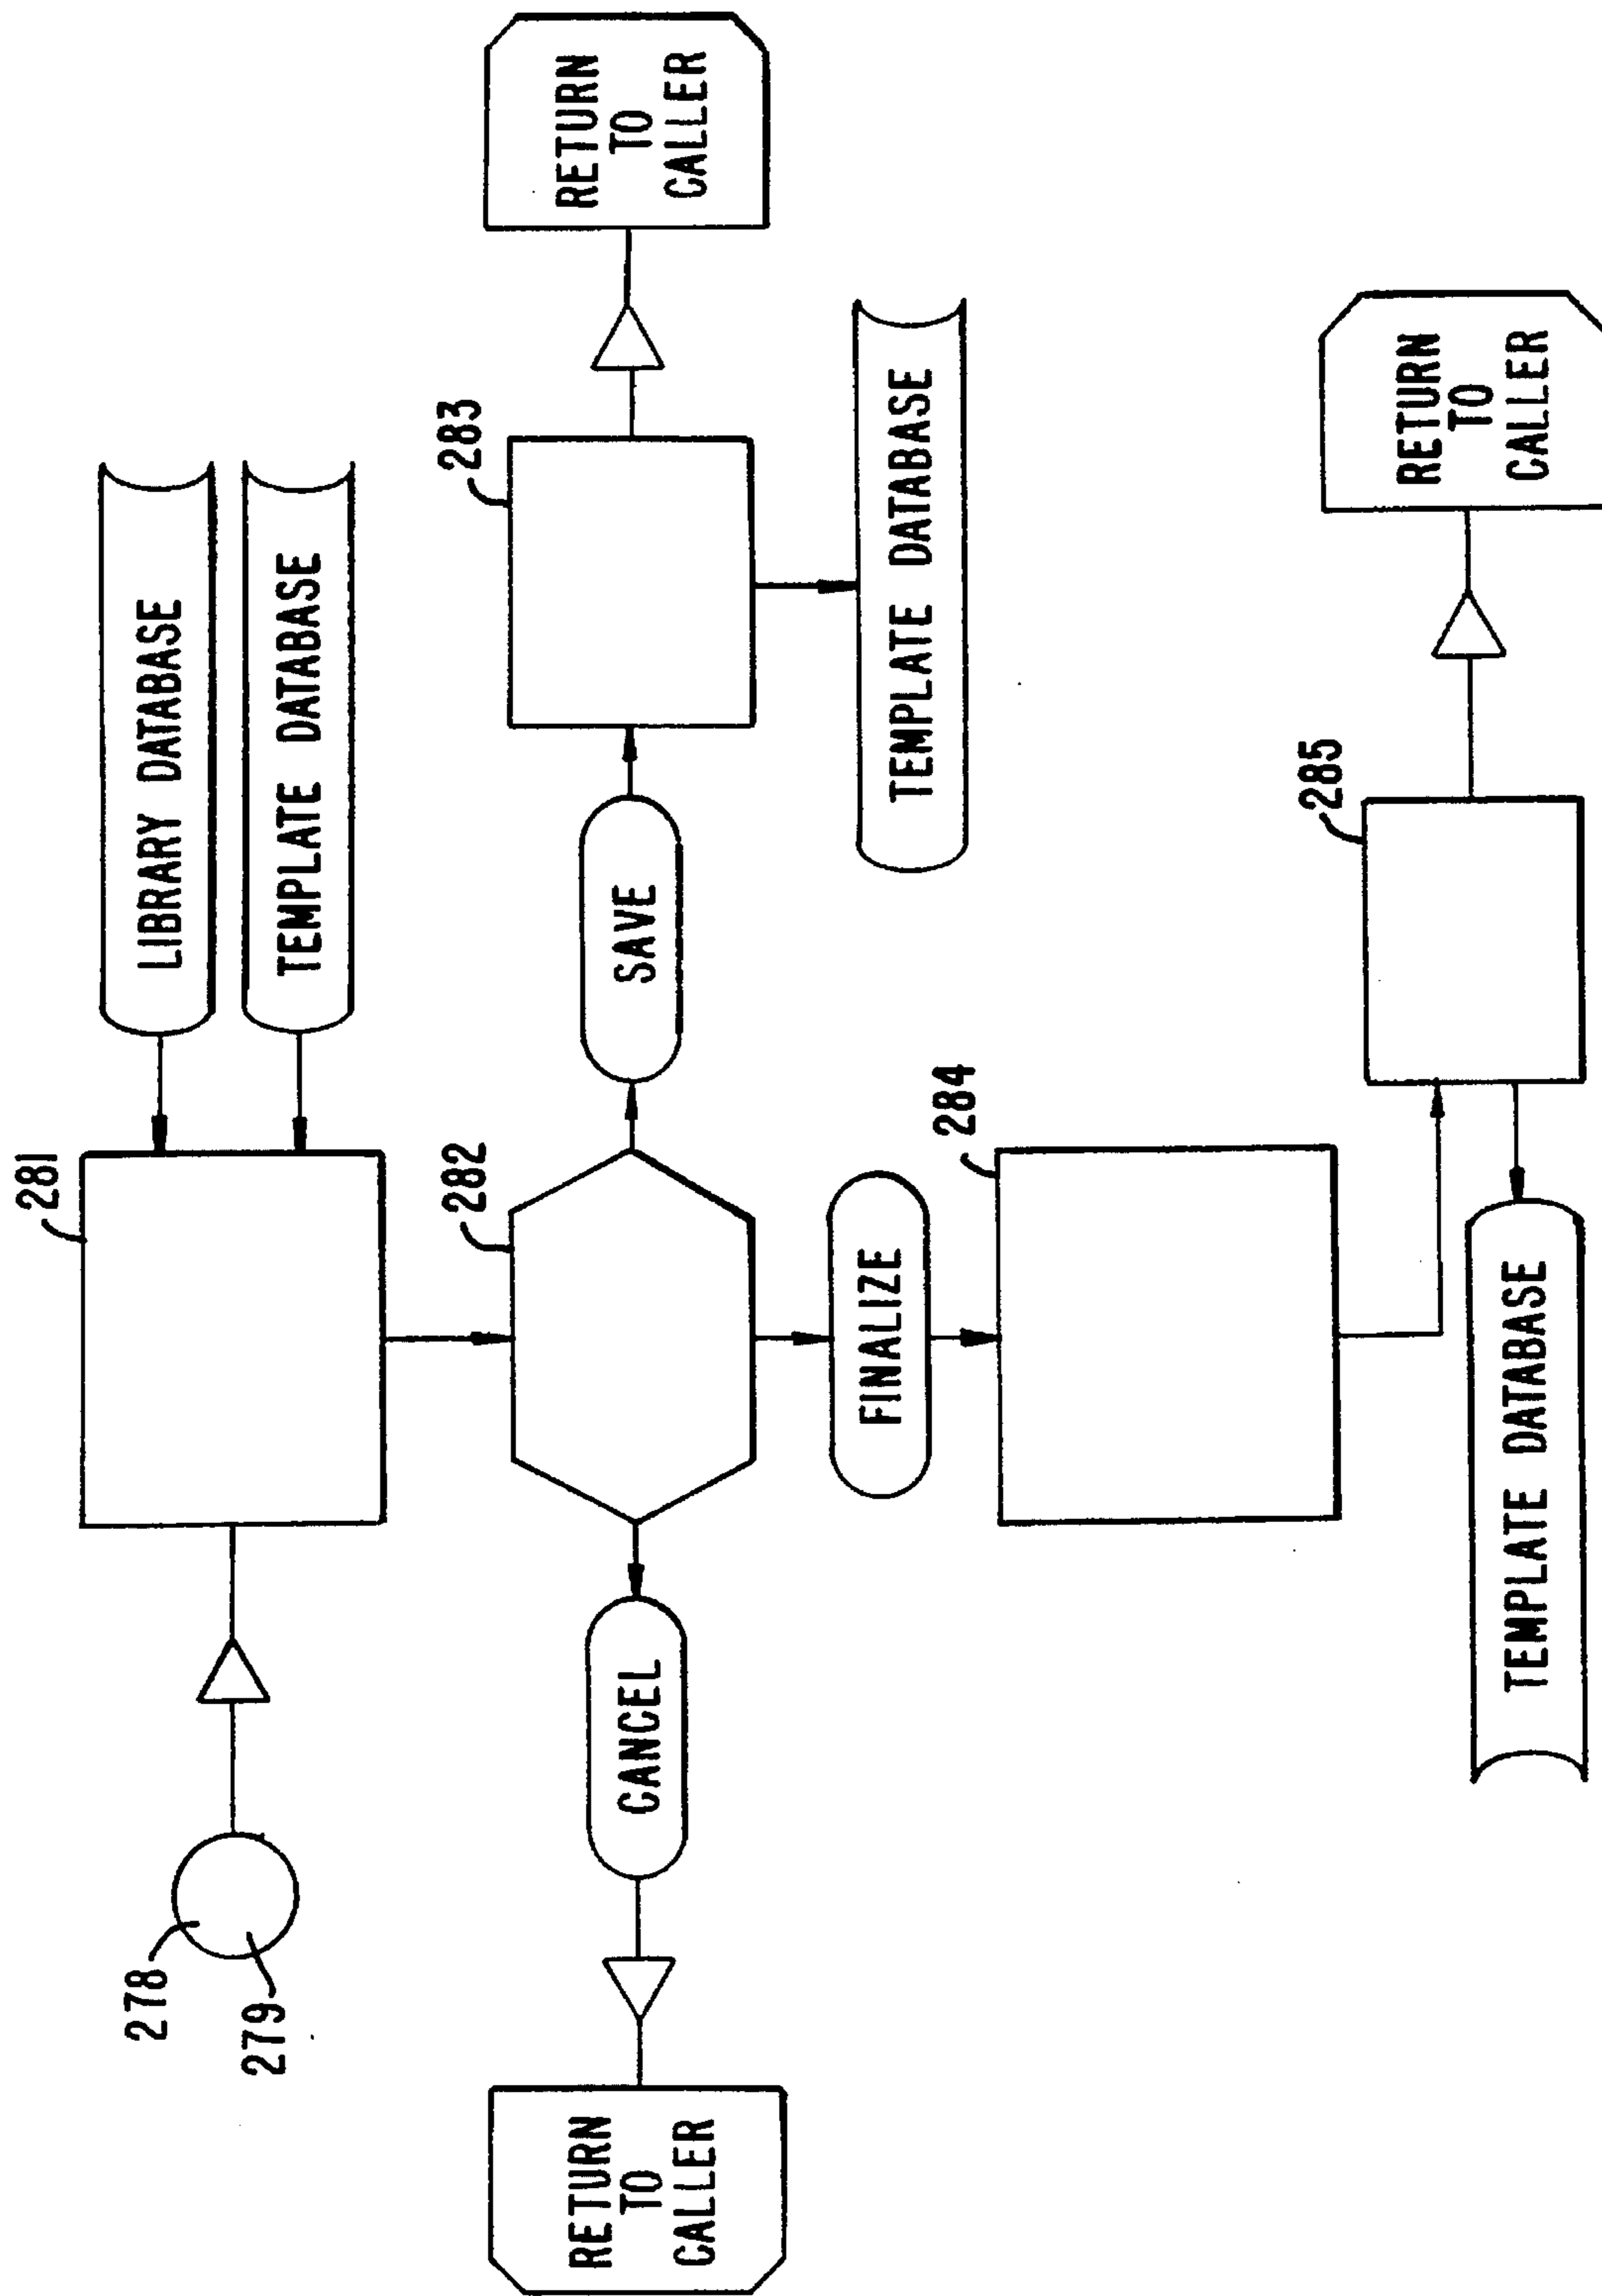 281
LIBRARY DATABASE
TEMPLATE DATABASE
278
279
282
283
RETURN
TO
CALLER
CANCEL
SAVE
RETURN
TO
CALLER
TEMPLATE DATABASE
FINALIZE
284
285
RETURN
TO
CALLER
TEMPLATE DATABASE